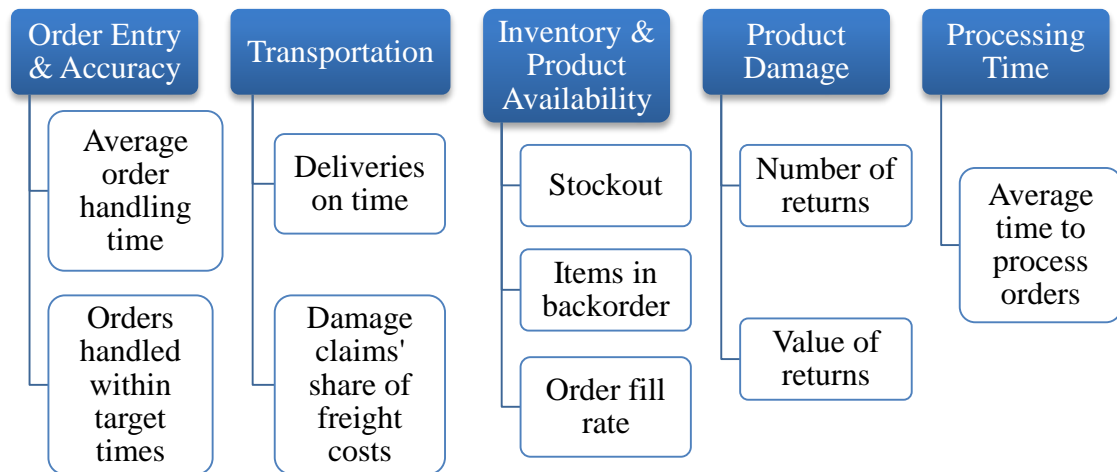 Order Entry
& Accuracy
Average
order
handling
time
Orders
handled
within
target
times
Transportation
Deliveries
on time
Damage
claims'
share of
freight
costs
Inventory &
Product
Availability
Stockout
Items in
backorder
Order fill
rate
Product
Damage
Number of
returns
Value of
returns
Processing
Time
Average
time to
process
orders